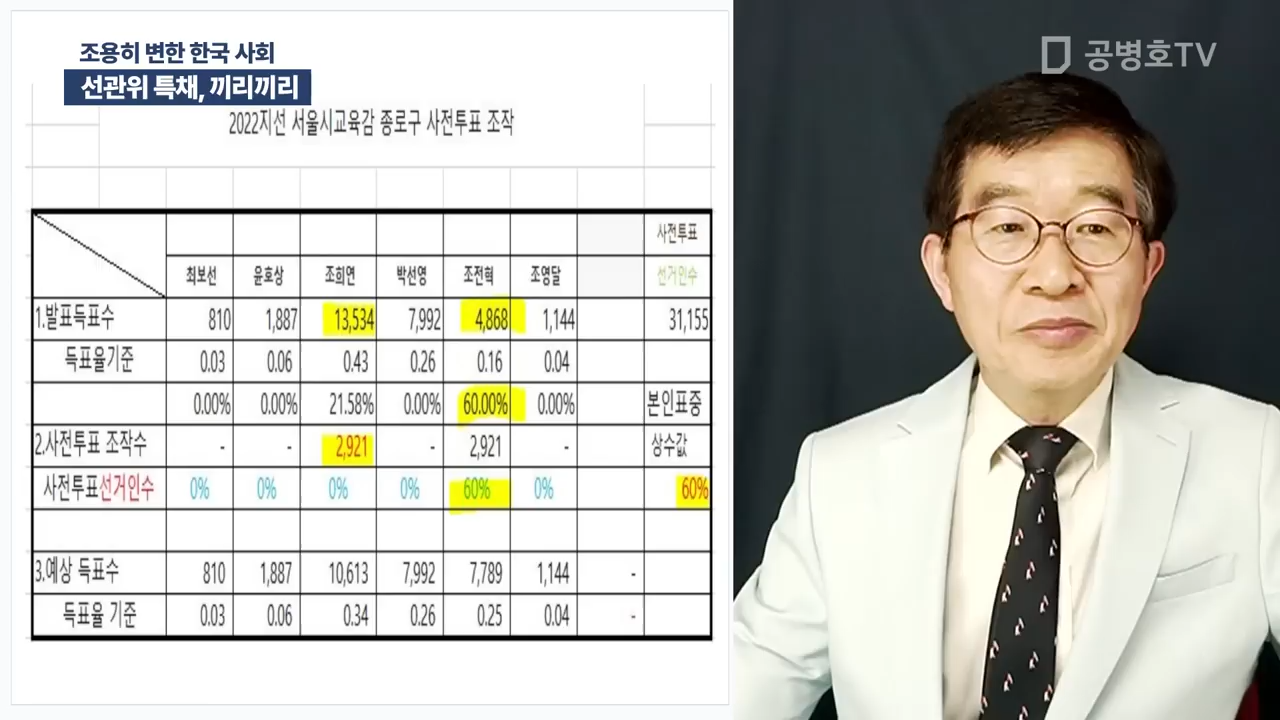 조용히 변한 한국 사회
선관위 특채, 끼리끼리
공병호TV
2022지선 서울시교육감 종로구 사전투표 조작
사전투표
최보선 윤호상 조희연 박선영 조전혁 조영달 선거인수
1.발표득표수 810 1,887 13,534 7,992 4,868 1,144 31,155
득표율기준 0.03 0.06 0.43 0.26 0.16 0.04
0.00% 0.00% 21.58% 0.00% 60.00% 0.00% 본인표중
2.사전투표 조작수 - - 2,921 - 2,921 - 상수값
사전투표선거인수 0% 0% 0% 0% 60% 0% 60%
3.예상 득표수 810 1,887 10,613 7,992 7,789 1,144 -
득표율 기준 0.03 0.06 0.34 0.26 0.25 0.04 -